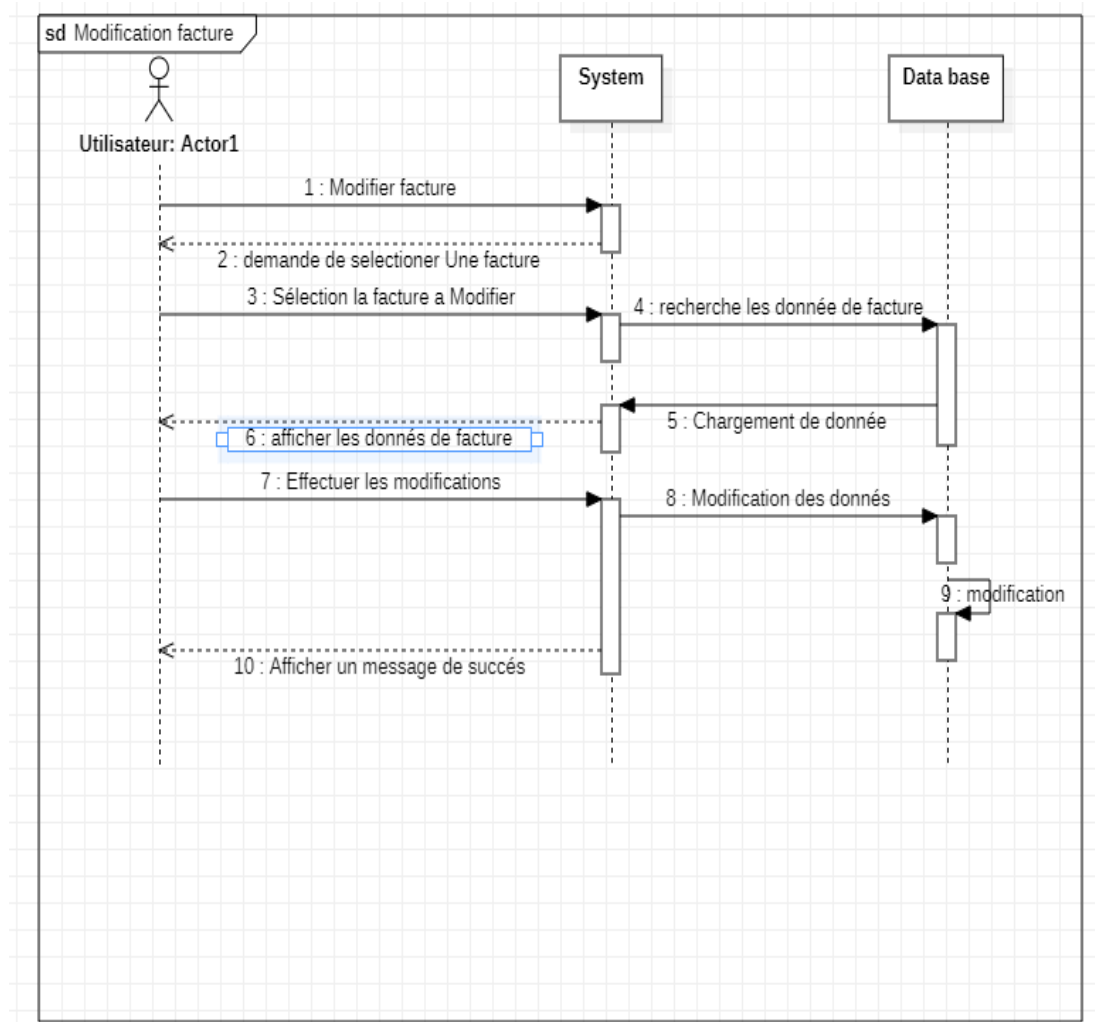 sd Modification facture
System
Data base
Utilisateur: Actor1
1 : Modifier facture
2 : demande de selectioner Une facture
3 : Sélection la facture a Modifier
4 : recherche les donnée de facture
5 : Chargement de donnée
6 : afficher les donnés de facture
7 : Effectuer les modifications
8 : Modification des donnés
9 : modification
10 : Afficher un message de succés